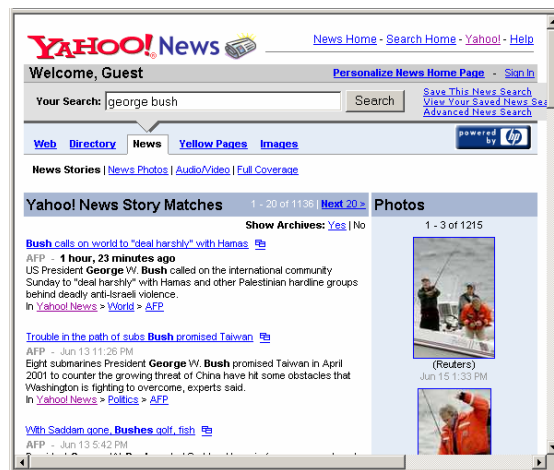 YAHOO! News
News Home - Search Home - Yahoo! - Help
Welcome, Guest
Personalize News Home Page - Sign In
Your Search: george bush Search
Save This News Search
View Your Saved News Sea
Advanced News Search
Web Directory News Yellow Pages Images
powered by hp
News Stories | News Photos | Audio/Video | Full Coverage
Yahoo! News Story Matches 1 - 20 of 1136 | Next 20 >
Show Archives: Yes | No
Bush calls on world to "deal harshly" with Hamas
AFP - 1 hour, 23 minutes ago
US President George W. Bush called on the international community
Sunday to "deal harshly" with Hamas and other Palestinian hardline groups
behind deadly anti-Israeli violence.
In Yahoo! News > World > AFP
Trouble in the path of subs Bush promised Taiwan
AFP - Jun 13 11:26 PM
Eight submarines President George W. Bush promised Taiwan in April
2001 to counter the growing threat of China have hit some obstacles that
Washington is fighting to overcome, experts said.
In Yahoo! News > Politics > AFP
With Saddam gone, Bushes golf, fish
AFP - Jun 13 5:42 PM
Photos
1 - 3 of 1215
(Reuters)
Jun 15 1:33 PM